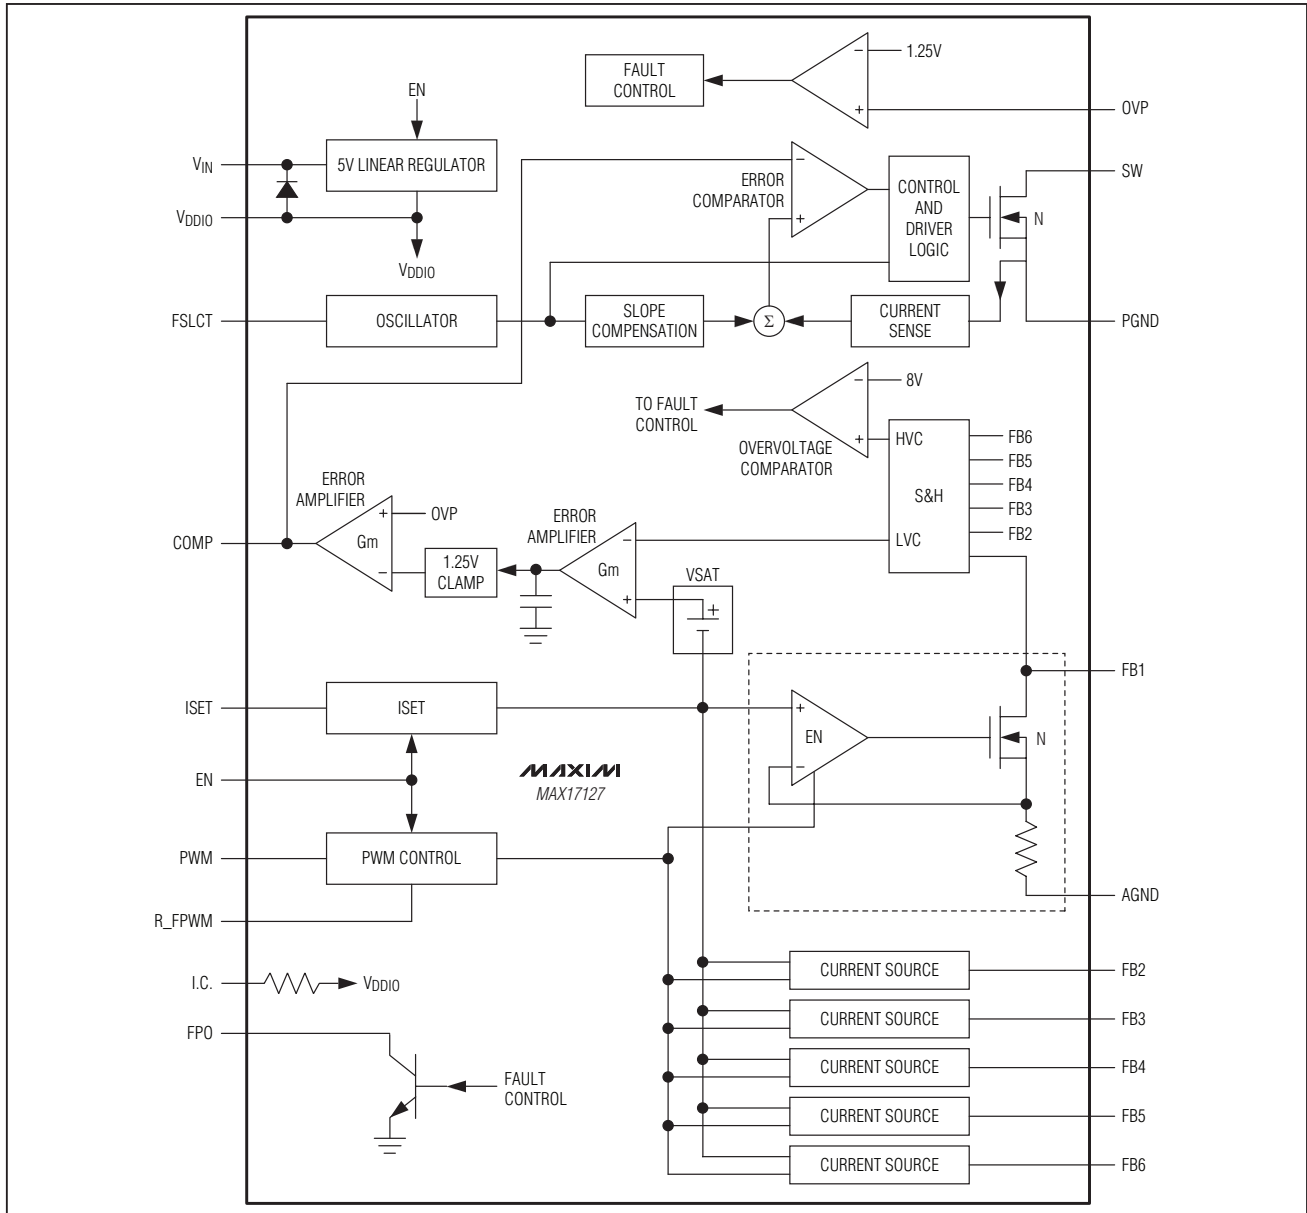 1.25V
FAULT
CONTROL
−
+
OVP
EN
VIN
5V LINEAR REGULATOR
VDDIO
VDDIO
ERROR
COMPARATOR
−
+
CONTROL
AND
DRIVER
LOGIC
SW
N
FSLCT
OSCILLATOR
SLOPE
COMPENSATION
Σ
CURRENT
SENSE
PGND
TO FAULT
CONTROL
−
8V
+
OVERVOLTAGE
COMPARATOR
HVC
S&H
LVC
FB6
FB5
FB4
FB3
FB2
ERROR
AMPLIFIER
+
OVP
Gm
−
COMP
1.25V
CLAMP
ERROR
AMPLIFIER
−
Gm
+
VSAT
+
FB1
ISET
ISET
+
EN
−
N
EN
MAXIM
MAX17127
PWM
PWM CONTROL
R_FPWM
AGND
I.C.
VDDIO
FPO
FAULT
CONTROL
CURRENT SOURCE
FB2
CURRENT SOURCE
FB3
CURRENT SOURCE
FB4
CURRENT SOURCE
FB5
CURRENT SOURCE
FB6